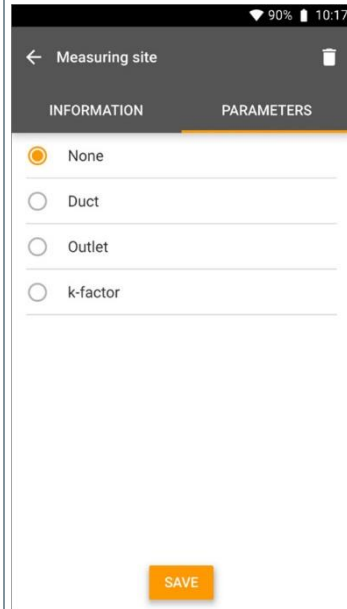 90% 10:17
Measuring site
INFORMATION PARAMETERS
None
Duct
Outlet
k-factor
SAVE